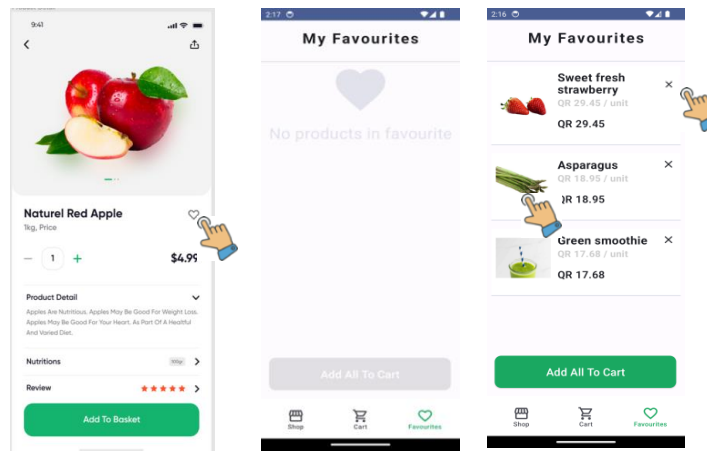 9:41
Naturel Red Apple
1kg, Price
1
$4.99
Product Detail
Apples Are Nutritious. Apples May Be Good For Weight Loss.
Apples May Be Good For Your Heart. As Part Of A Healtful
And Varied Diet.
Nutritions
100gr
Review
Add To Basket
2:17
My Favourites
No products in favourite
Add All To Cart
Shop
Cart
Favourites
2:16
My Favourites
Sweet fresh
strawberry
QR 29.45 / unit
QR 29.45
Asparagus
QR 18.95 / unit
QR 18.95
Green smoothie
QR 17.68 / unit
QR 17.68
Add All To Cart
Shop
Cart
Favourites